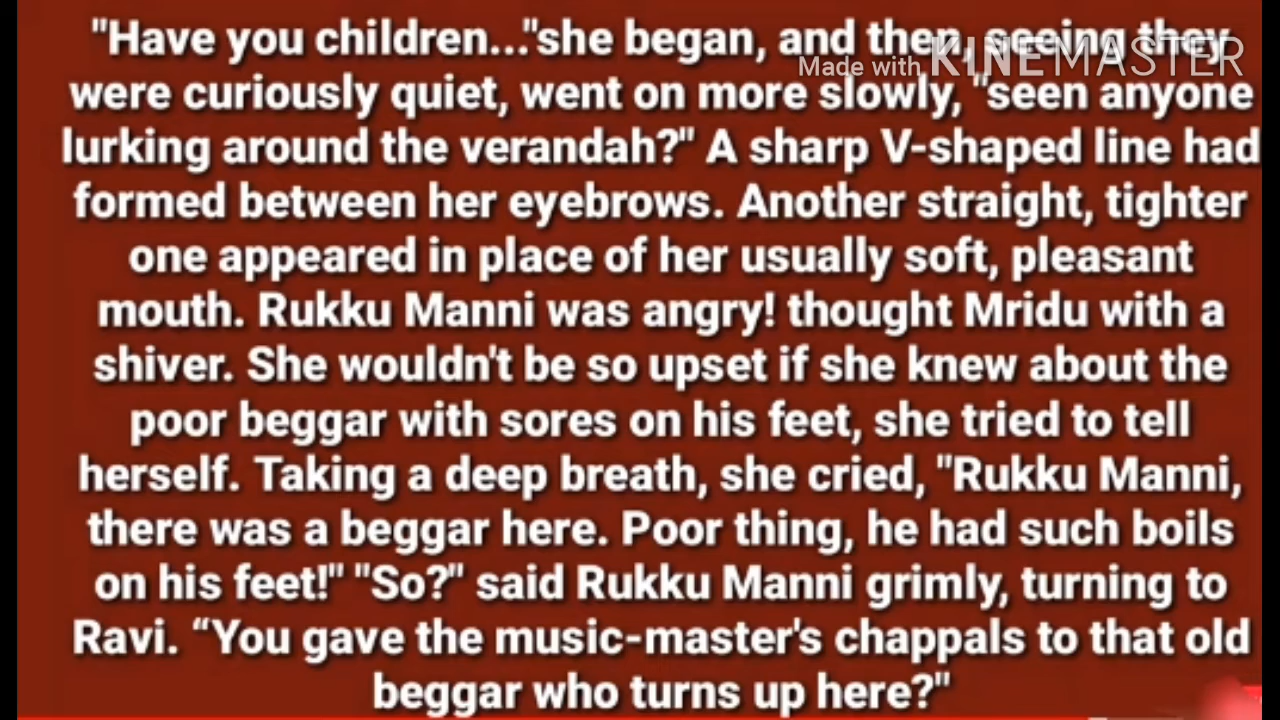 "Have you children..."she began, and then, seeing they
Made with KINEMASTER
were curiously quiet, went on more slowly, "seen anyone
lurking around the verandah?" A sharp V-shaped line had
formed between her eyebrows. Another straight, tighter
one appeared in place of her usually soft, pleasant
mouth. Rukku Manni was angry! thought Mridu with a
shiver. She wouldn't be so upset if she knew about the
poor beggar with sores on his feet, she tried to tell
herself. Taking a deep breath, she cried, "Rukku Manni,
there was a beggar here. Poor thing, he had such boils
on his feet!" "So?" said Rukku Manni grimly, turning to
Ravi. “You gave the music-master's chappals to that old
beggar who turns up here?"